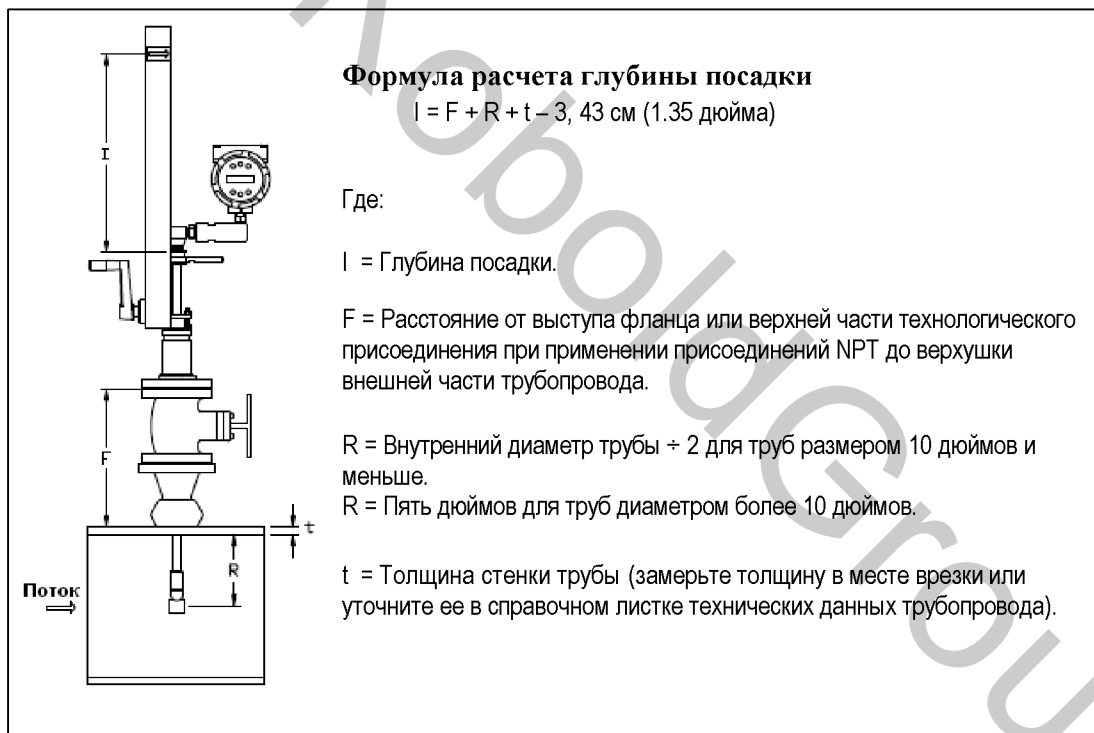 Формула расчета глубины посадки
I = F + R + t – 3, 43 см (1.35 дюйма)
Где:
I = Глубина посадки.
F = Расстояние от выступа фланца или верхней части технологического
присоединения при применении присоединений NPT до верхушки
внешней части трубопровода.
R = Внутренний диаметр трубы ÷ 2 для труб размером 10 дюймов и
меньше.
R = Пять дюймов для труб диаметром более 10 дюймов.
t = Толщина стенки трубы (замерьте толщину в месте врезки или
уточните ее в справочном листке технических данных трубопровода).
I
F
t
R
Поток
KoboldGrou